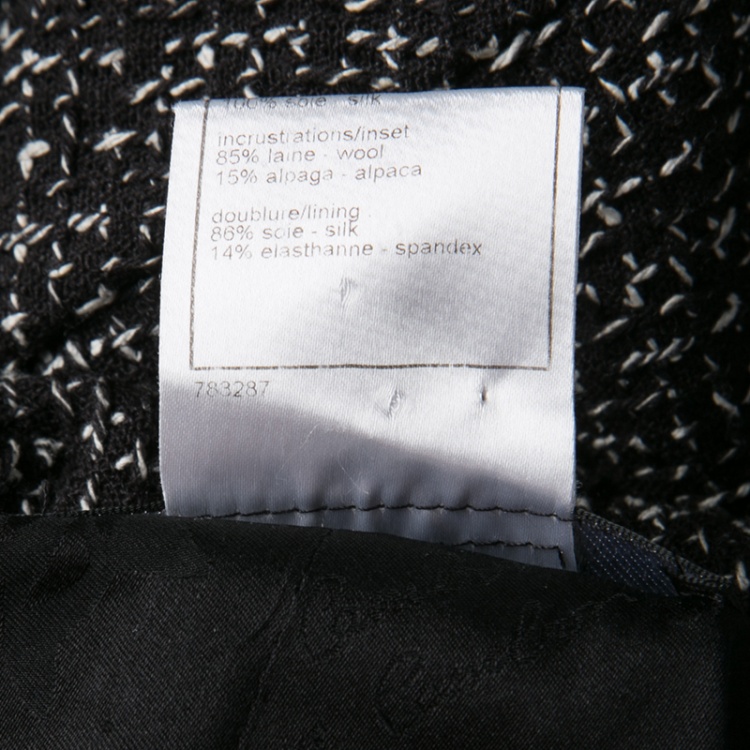 100% soie - silk
incrustrations/inset
85% laine - wool
15% alpaga - alpaca
doublure/lining
86% soie - silk
14% elasthanne - spandex
783287